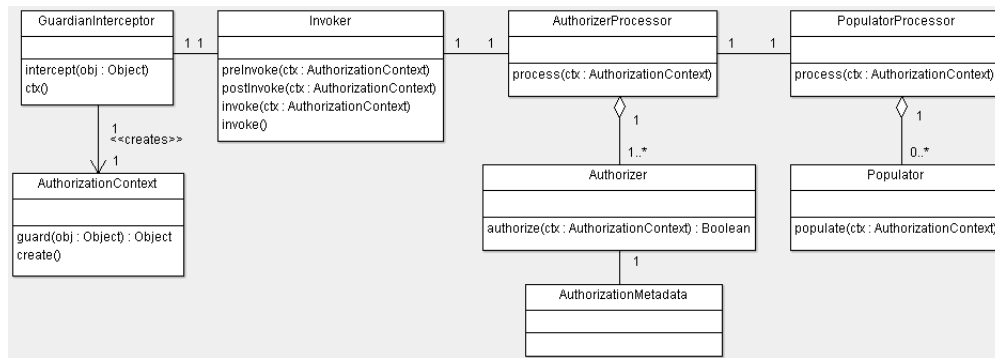 GuardianInterceptor
intercept(obj : Object)
ctx()
1 1
Invoker
preInvoke(ctx : AuthorizationContext)
postInvoke(ctx : AuthorizationContext)
invoke(ctx : AuthorizationContext)
invoke()
1 1
AuthorizerProcessor
process(ctx : AuthorizationContext)
1 1
PopulatorProcessor
process(ctx : AuthorizationContext)
1
<<creates>>
1
AuthorizationContext
guard(obj : Object) : Object
create()
1
1..*
Authorizer
authorize(ctx : AuthorizationContext) : Boolean
1
0..*
Populator
populate(ctx : AuthorizationContext)
1
AuthorizationMetadata